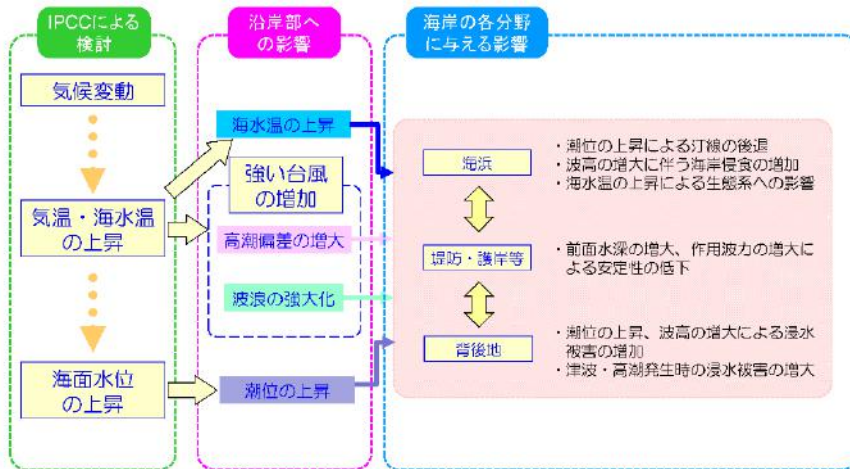 IPCCによる
検討
気候変動
気温・海水温
の上昇
海面水位
の上昇
沿岸部へ
の影響
海水温の上昇
強い台風
の増加
高潮偏差の増大
波浪の強大化
潮位の上昇
海岸の各分野
に与える影響
海浜
・潮位の上昇による汀線の後退
・波高の増大に伴う海岸侵食の増加
・海水温の上昇による生態系への影響
堤防・護岸等
・前面水深の増大、作用波力の増大に
よる安定性の低下
背後地
・潮位の上昇、波高の増大による浸水
被害の増加
・津波・高潮発生時の浸水被害の増大